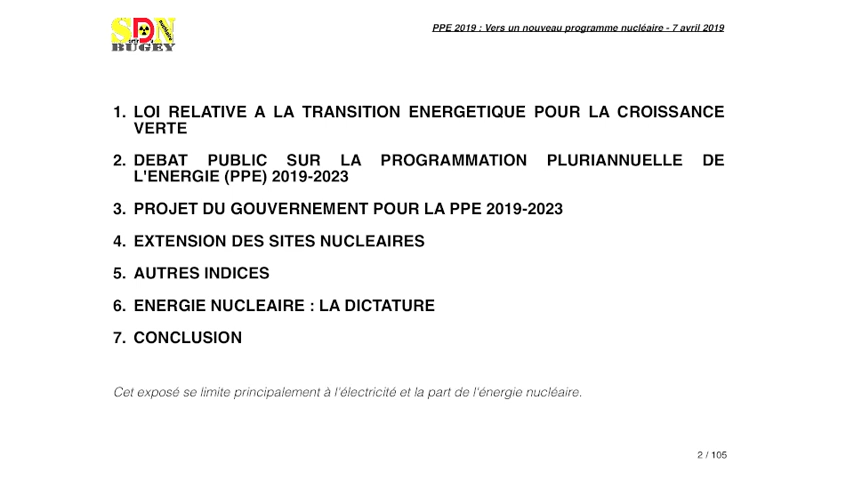 SDN
BUGEY
PPE 2019 : Vers un nouveau programme nucléaire - 7 avril 2019
1. LOI RELATIVE A LA TRANSITION ENERGETIQUE POUR LA CROISSANCE
VERTE
2. DEBAT PUBLIC SUR LA PROGRAMMATION PLURIANNUELLE DE
L'ENERGIE (PPE) 2019-2023
3. PROJET DU GOUVERNEMENT POUR LA PPE 2019-2023
4. EXTENSION DES SITES NUCLEAIRES
5. AUTRES INDICES
6. ENERGIE NUCLEAIRE : LA DICTATURE
7. CONCLUSION
Cet exposé se limite principalement à l'électricité et la part de l'énergie nucléaire.
2 / 105